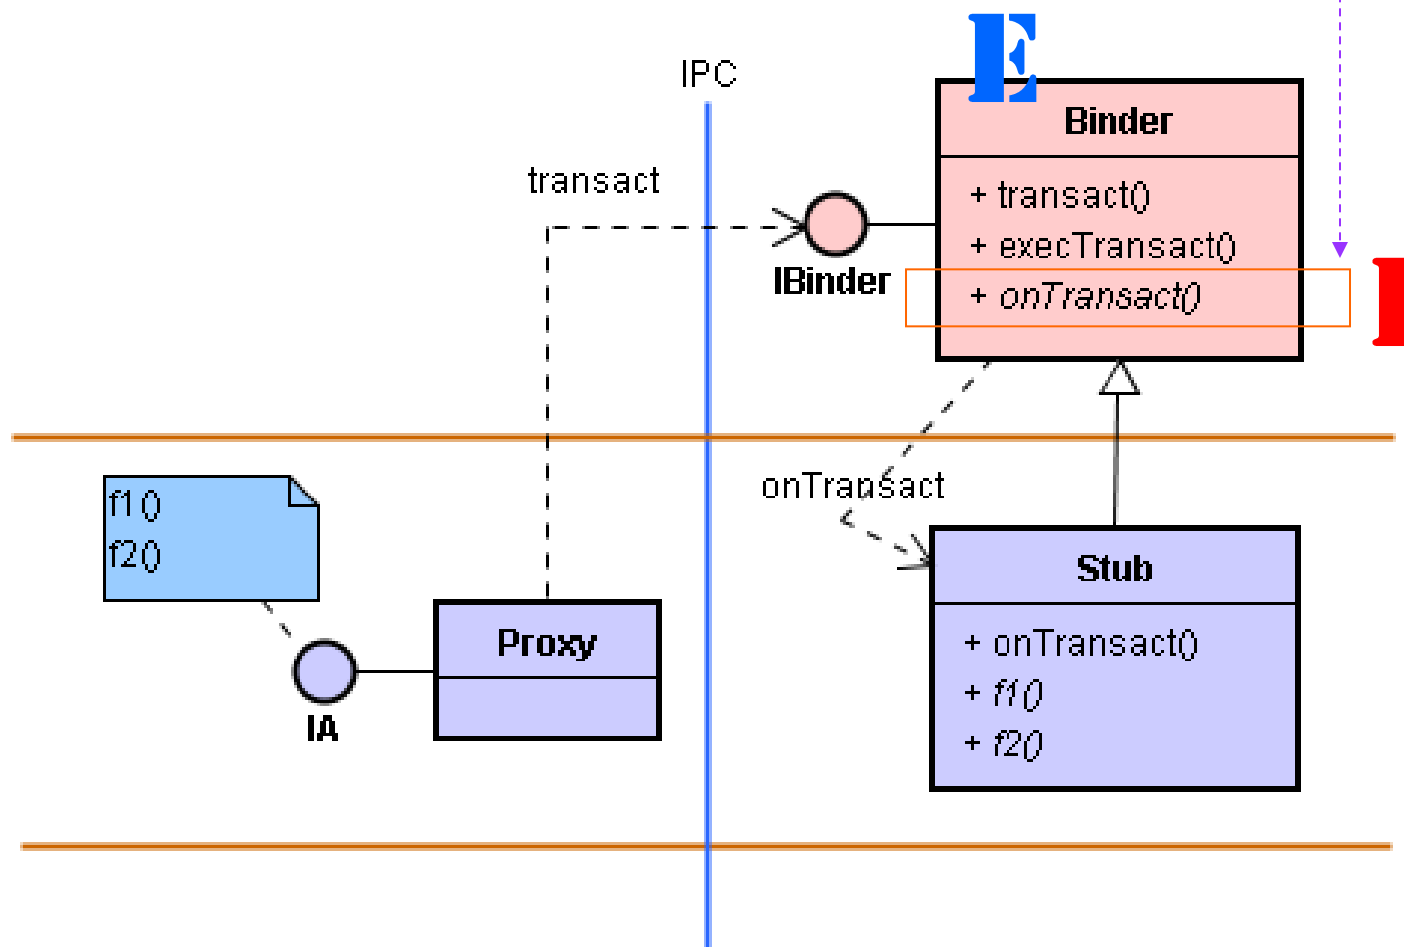 E
IPC
Binder
transact
+ transact()
+ execTransact()
IBinder
+ onTransact()
f1()
f2()
onTransact
Stub
Proxy
+ onTransact()
+ f1()
IA
+ f2()